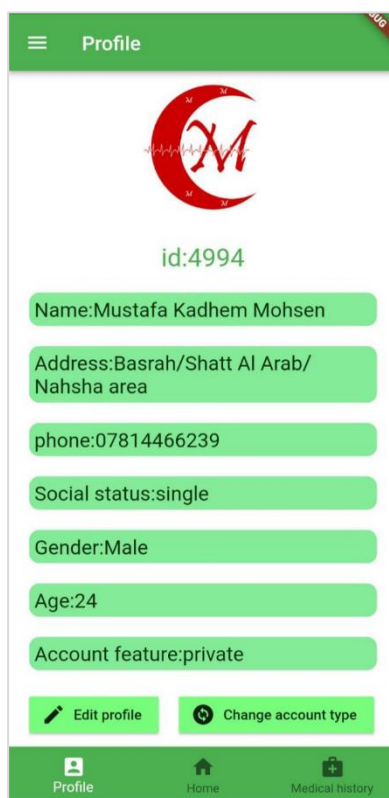 Profile
M
M
M
M
M
id:4994
Name:Mustafa Kadhem Mohsen
Address:Basrah/Shatt Al Arab/
Nahsha area
phone:07814466239
Social status:single
Gender:Male
Age:24
Account feature:private
Edit profile
Change account type
Profile
Home
Medical history